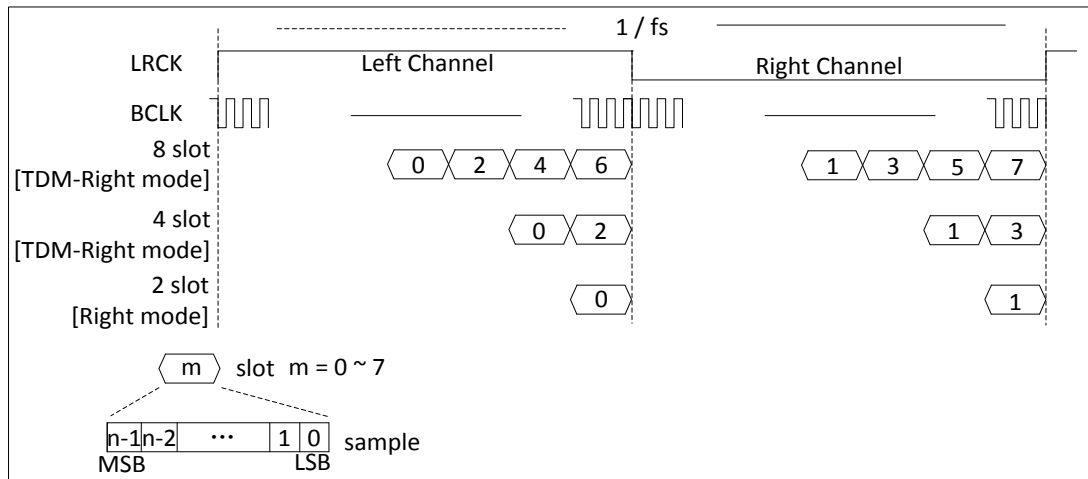 1 / fs
LRCK Left Channel Right Channel
BCLK
8 slot
[TDM-Right mode] 0 2 4 6 1 3 5 7
4 slot
[TDM-Right mode] 0 2 1 3
2 slot
[Right mode] 0 1
m slot m = 0 ~ 7
n-1 n-2 ... 1 0 sample
MSB LSB